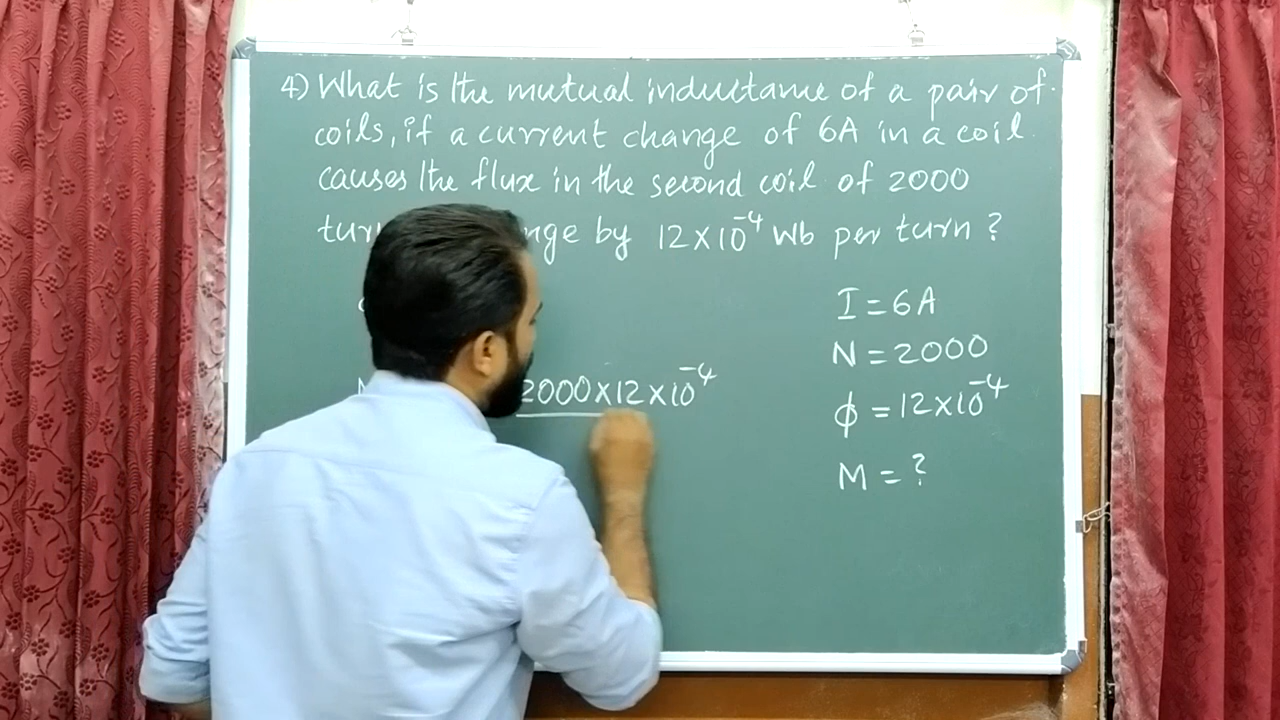 4) What is the mutual inductance of a pair of
coils, if a current change of 6A in a coil
causes the flux in the second coil of 2000
by 12×10⁻⁴ Wb per turn ?
I = 6A
N = 2000
2000×12×10⁻⁴
ϕ = 12×10⁻⁴
M = ?